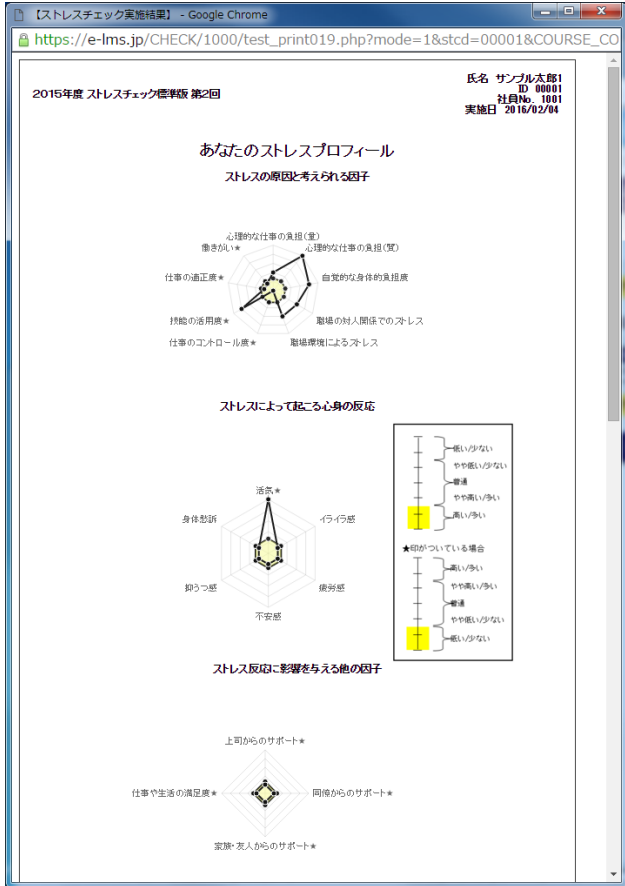 【ストレスチェック実施結果】 - Google Chrome
https://e-lms.jp/CHECK/1000/test_print019.php?mode=1&stcd=00001&COURSE_CO
2015年度 ストレスチェック標準版 第2回
氏名 サンプル太郎1
ID 00001
社員No. 1001
実施日 2016/02/04
あなたのストレスプロフィール
ストレスの原因と考えられる因子
心理的な仕事の負担(量)
働きがい★
心理的な仕事の負担(質)
仕事の適正度★
自覚的な身体的負担度
技能の活用度★
職場の対人関係でのストレス
仕事のコントロール度★
職場環境によるストレス
ストレスによって起こる心身の反応
活気★
身体愁訴
イライラ感
抑うつ感
疲労感
不安感
低い/少ない
やや低い/少ない
普通
やや高い/多い
高い/多い
★印がついている場合
高い/多い
やや高い/多い
普通
やや低い/少ない
低い/少ない
ストレス反応に影響を与える他の因子
上司からのサポート★
仕事や生活の満足度★
同僚からのサポート★
家族・友人からのサポート★